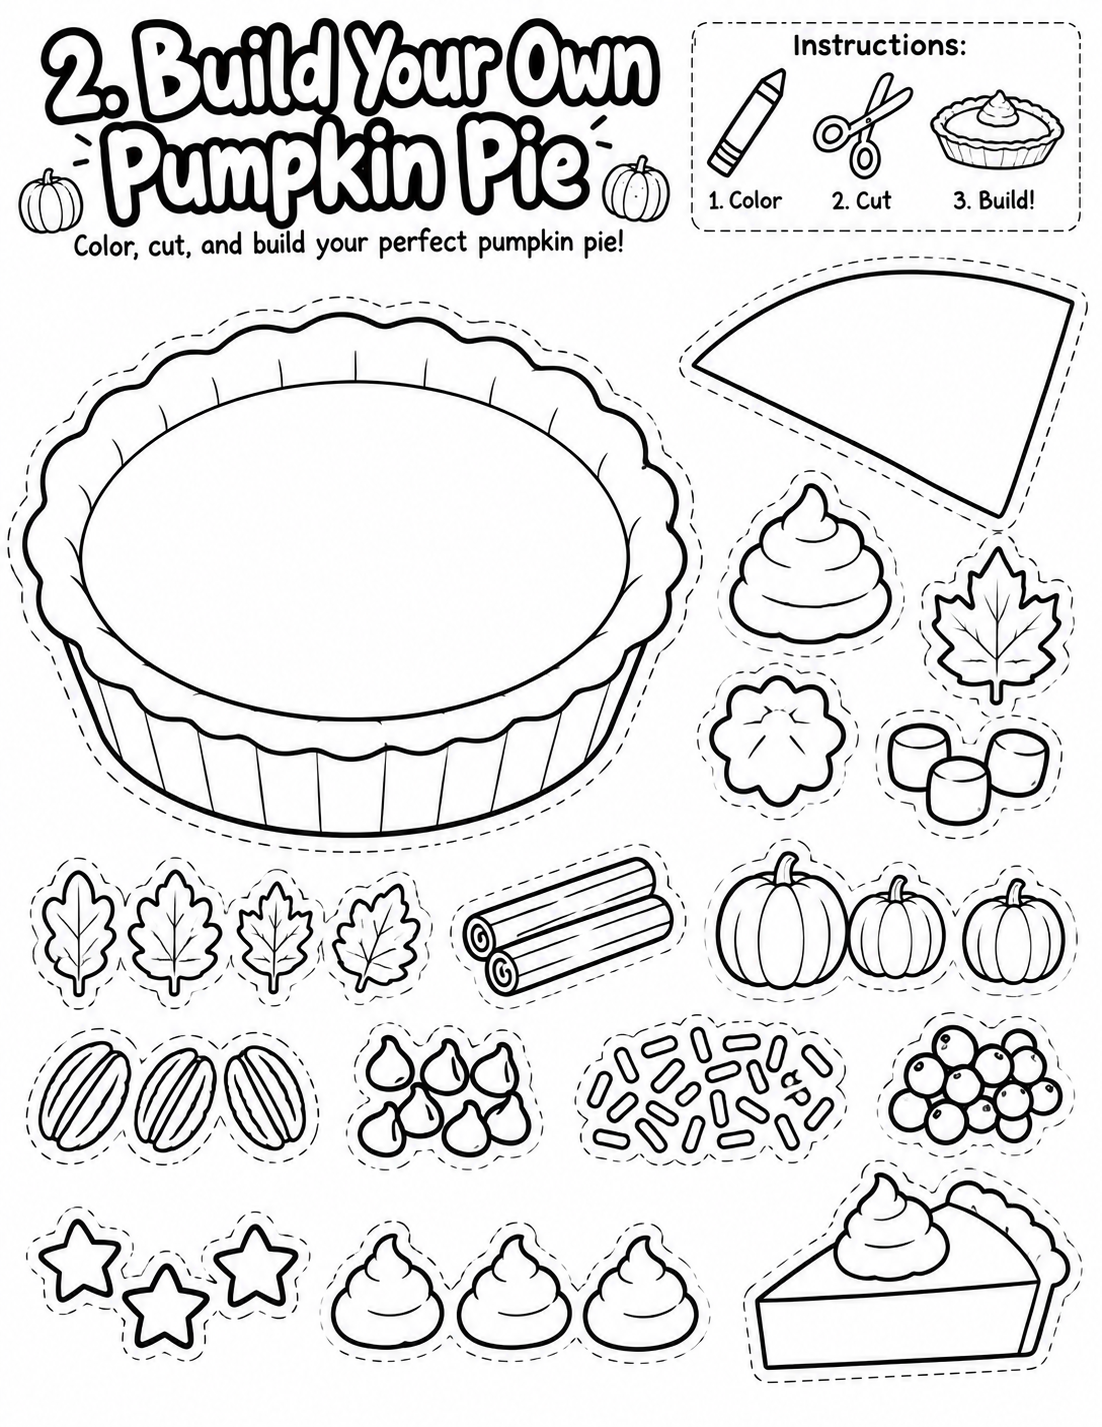 2. Build Your Own
Pumpkin Pie
Color, cut, and build your perfect pumpkin pie!
Instructions:
1. Color
2. Cut
3. Build!